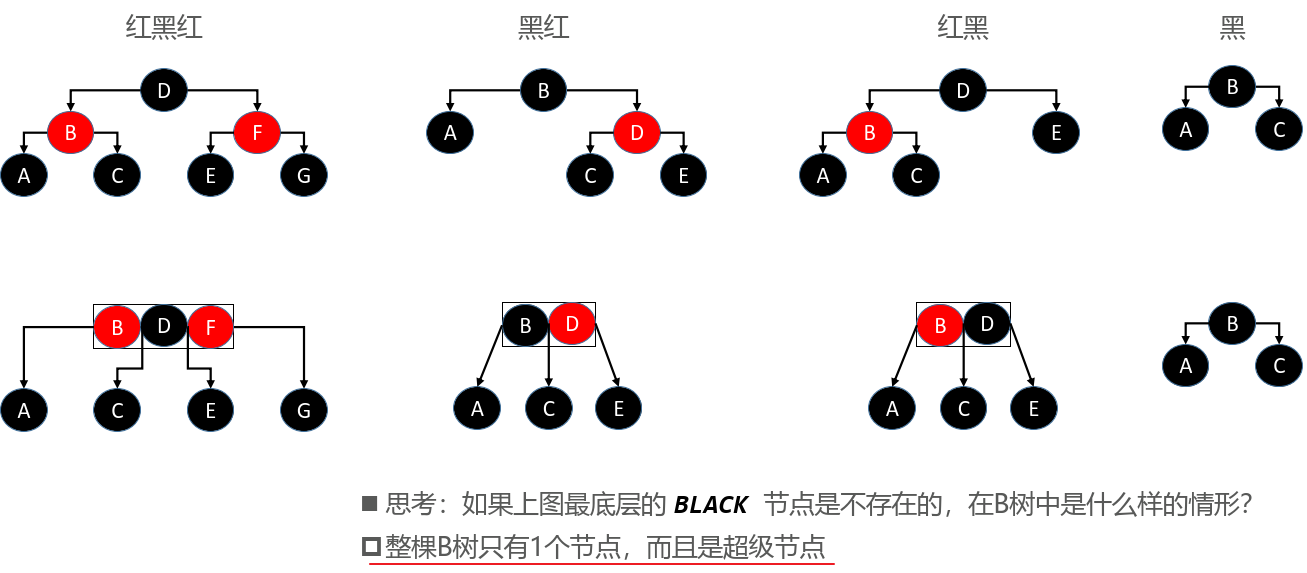 红黑红 黑红 红黑 黑
D B D B
B F A D B E A C
A C E G C E A C
B D F B D B D B
A C
A C E G A C E A C E
思考：如果上图最底层的 BLACK 节点是不存在的，在B树中是什么样的情形？
整棵B树只有1个节点，而且是超级节点